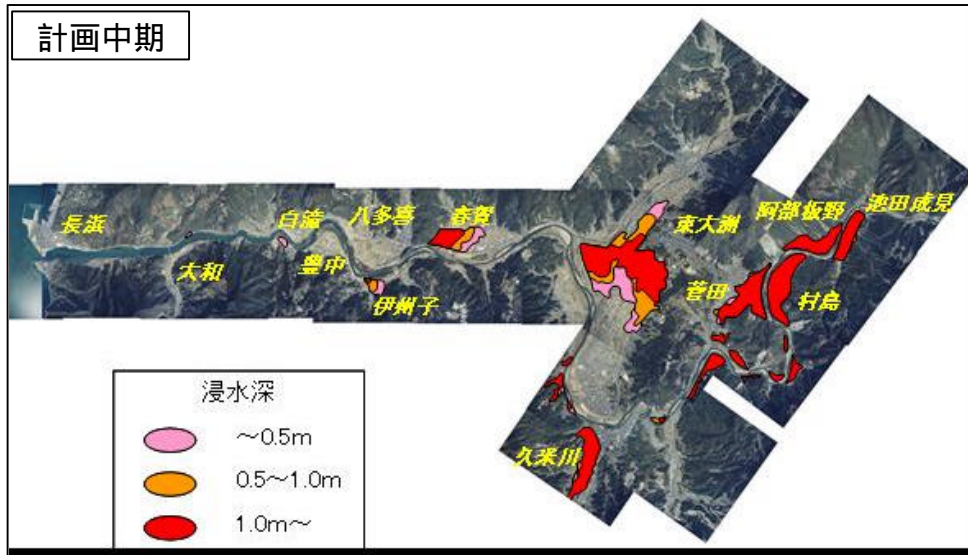 計画中期
長浜
大和
白滝
豊中
八多喜
伊州子
春賀
東大洲
阿部板野
池田成見
菅田
村島
久米川
浸水深
～0.5m
0.5～1.0m
1.0m～